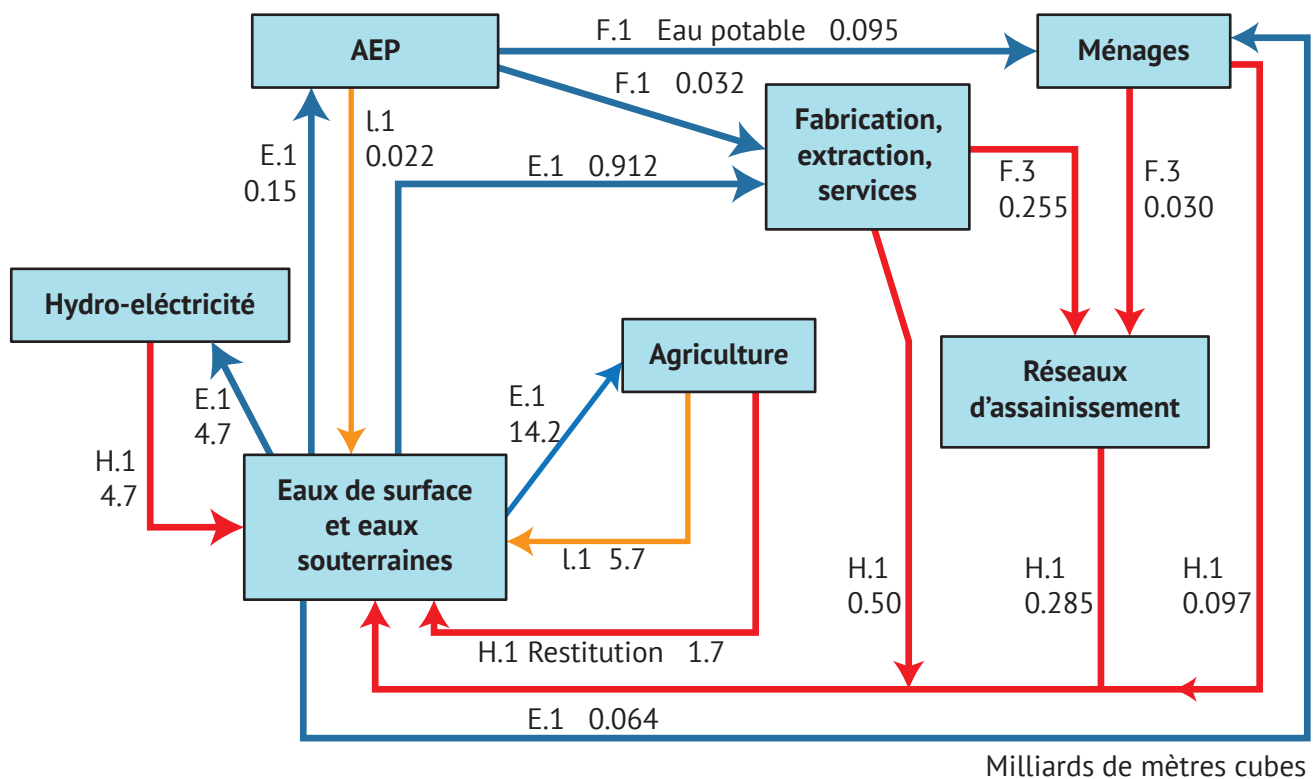 F.1 Eau potable 0.095
AEP
Ménages
F.1 0.032
l.1
0.022
Fabrication,
extraction,
services
E.1
0.15
E.1 0.912
F.3
0.255
F.3
0.030
Hydro-eléctricité
Agriculture
Réseaux
d’assainissement
E.1
4.7
E.1
14.2
H.1
4.7
Eaux de surface
et eaux
souterraines
l.1 5.7
H.1
0.50
H.1
0.285
H.1
0.097
H.1 Restitution 1.7
E.1 0.064
Milliards de mètres cubes